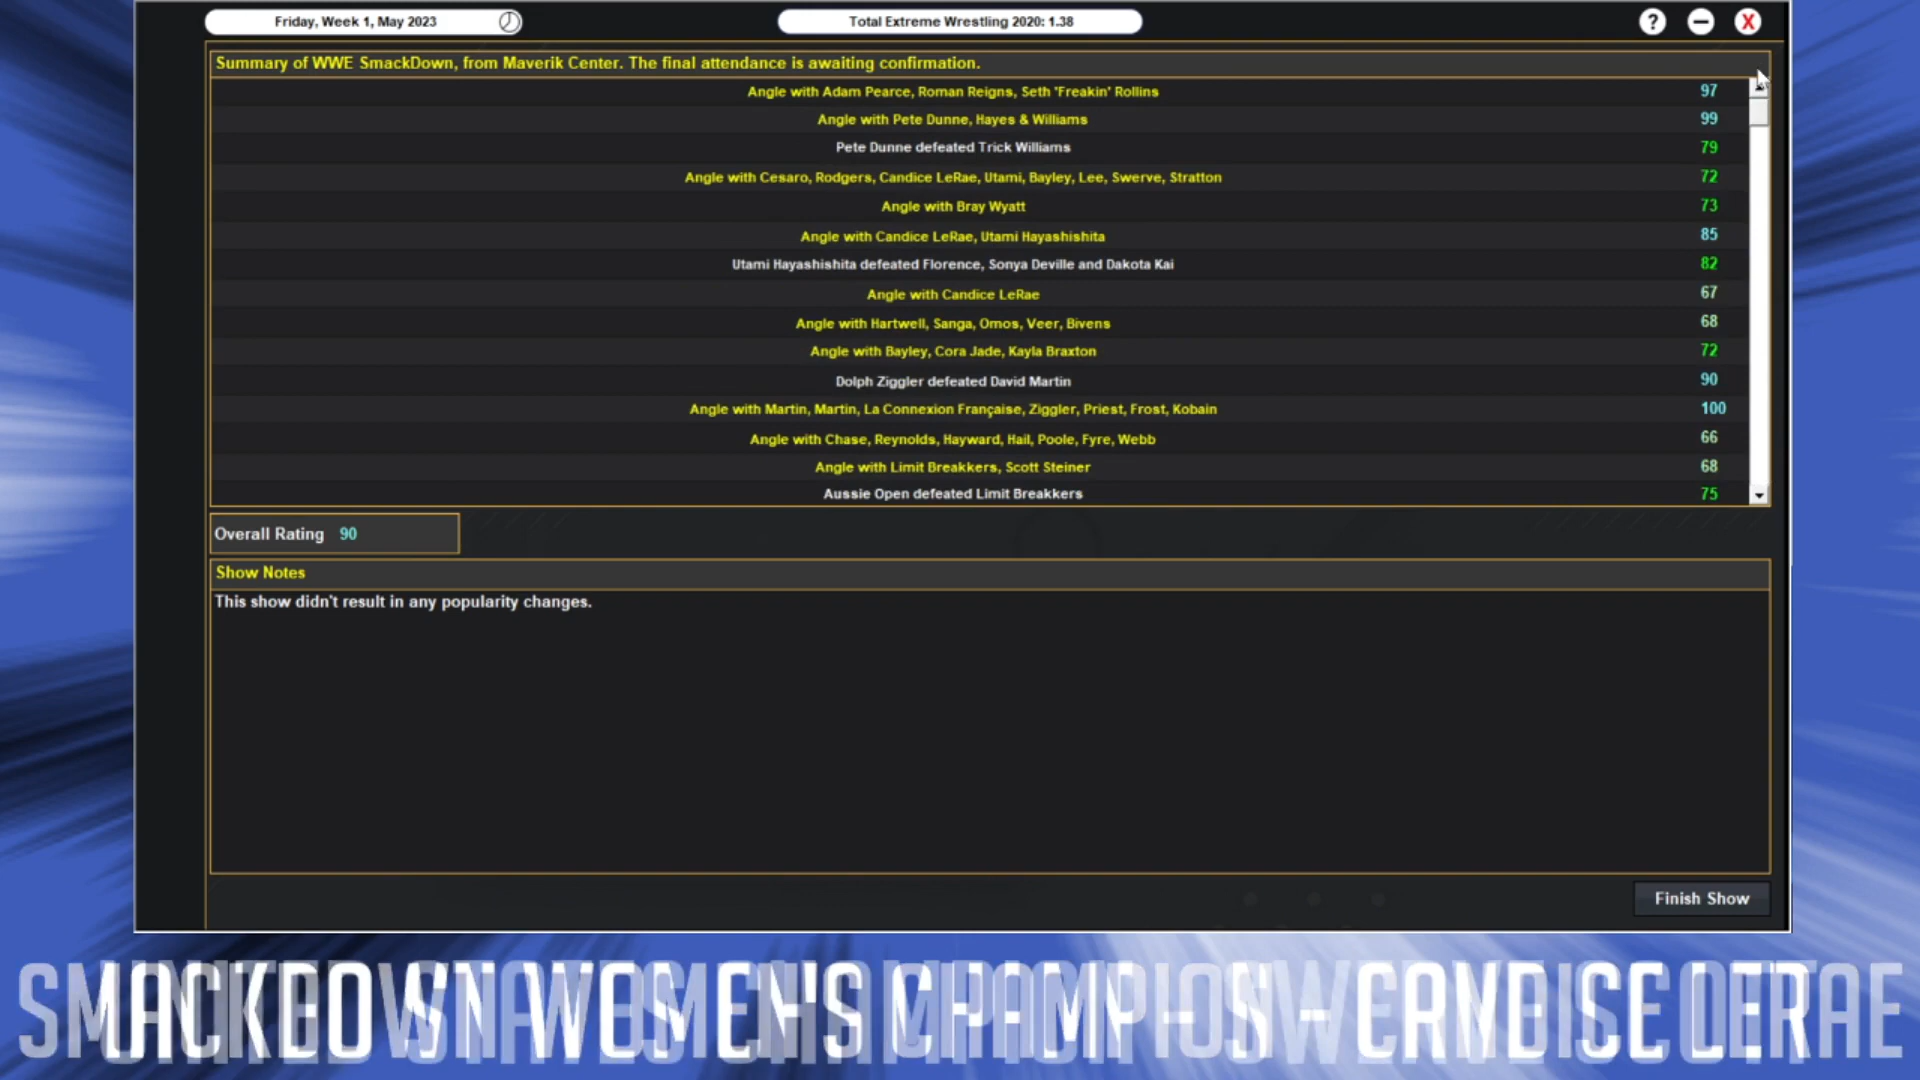 Friday, Week 1, May 2023
Total Extreme Wrestling 2020: 1.38
?
X
Summary of WWE SmackDown, from Maverik Center. The final attendance is awaiting confirmation.
Angle with Adam Pearce, Roman Reigns, Seth 'Freakin' Rollins 97
Angle with Pete Dunne, Hayes & Williams 99
Pete Dunne defeated Trick Williams 79
Angle with Cesaro, Rodgers, Candice LeRae, Utami, Bayley, Lee, Swerve, Stratton 72
Angle with Bray Wyatt 73
Angle with Candice LeRae, Utami Hayashishita 85
Utami Hayashishita defeated Florence, Sonya Deville and Dakota Kai 82
Angle with Candice LeRae 67
Angle with Hartwell, Sanga, Omos, Veer, Bivens 68
Angle with Bayley, Cora Jade, Kayla Braxton 72
Dolph Ziggler defeated David Martin 90
Angle with Martin, Martin, La Connexion Française, Ziggler, Priest, Frost, Kobain 100
Angle with Chase, Reynolds, Hayward, Hail, Poole, Fyre, Webb 66
Angle with Limit Breakkers, Scott Steiner 68
Aussie Open defeated Limit Breakkers 75
Overall Rating 90
Show Notes
This show didn't result in any popularity changes.
Finish Show
SMACKDOWN WOMEN'S CHAMPION - CANDICE LERAE